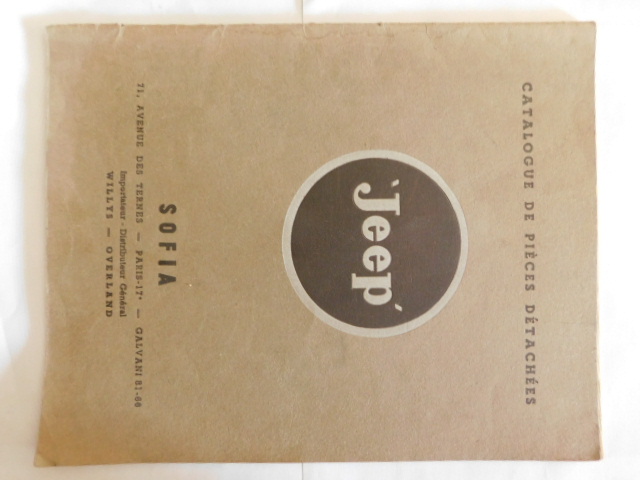 CATALOGUE DE PIÈCES DÉTACHÉES
'Jeep'
SOFIA
71, AVENUE DES TERNES — PARIS-17e — GALVANI 81-66
Importateur - Distributeur Général
WILLYS — OVERLAND